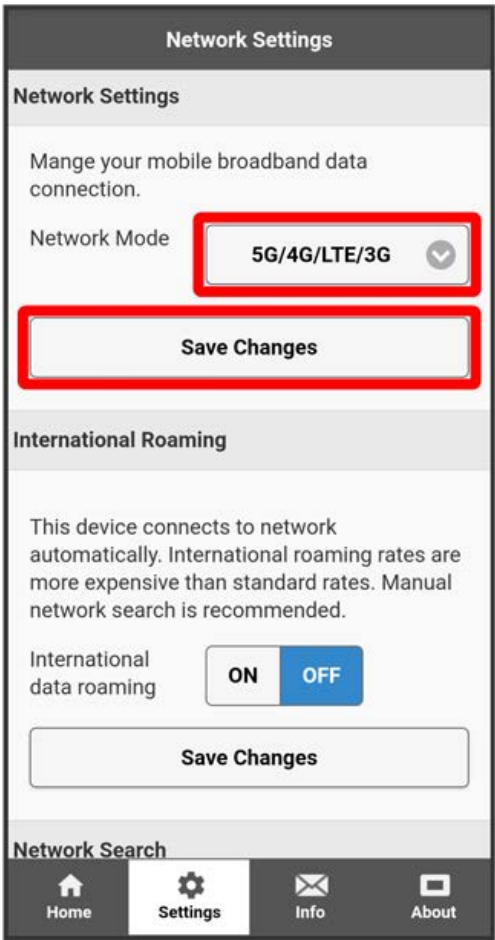 Network Settings
Network Settings
Mange your mobile broadband data
connection.
Network Mode
5G/4G/LTE/3G
Save Changes
International Roaming
This device connects to network
automatically. International roaming rates are
more expensive than standard rates. Manual
network search is recommended.
International
data roaming
ON OFF
Save Changes
Network Search
Home Settings Info About